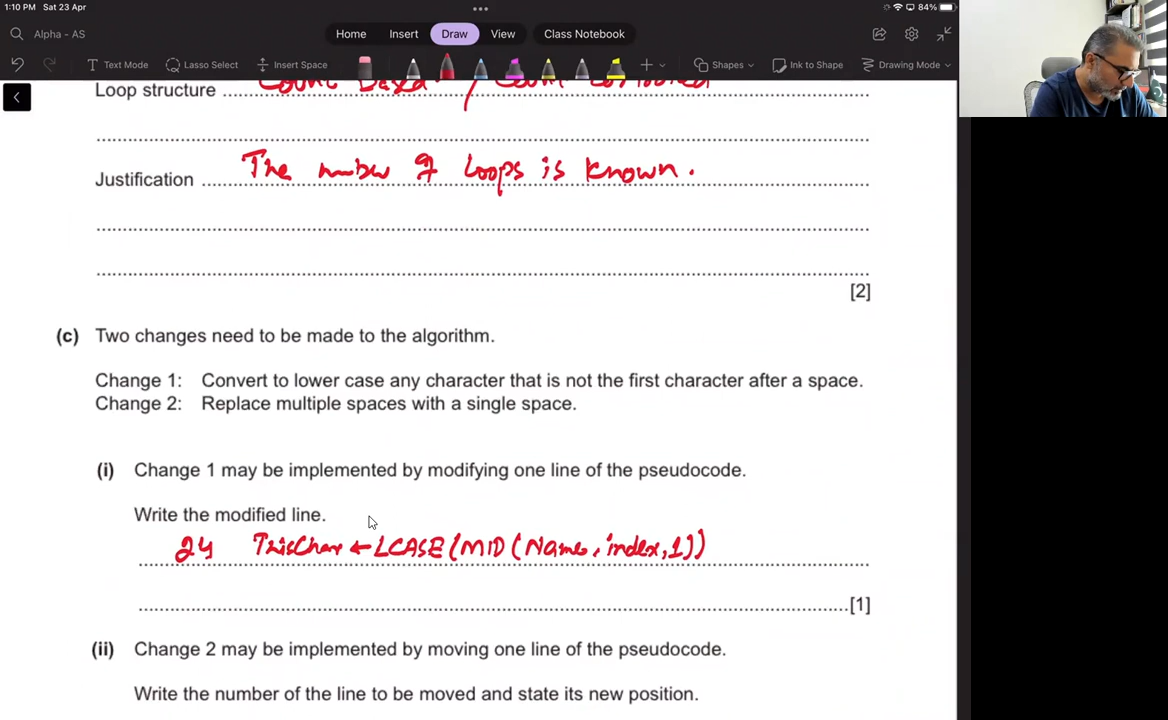 1:10 PM Sat 23 Apr
84%
Alpha - AS
Home Insert Draw View Class Notebook
Text Mode Lasso Select Insert Space Shapes Ink to Shape Drawing Mode
Loop structure
Justification The number of loops is known.
[2]
(c) Two changes need to be made to the algorithm.
Change 1: Convert to lower case any character that is not the first character after a space.
Change 2: Replace multiple spaces with a single space.
(i) Change 1 may be implemented by modifying one line of the pseudocode.
Write the modified line.
24 ThisChar ← LCASE(MID(Name, index, 1))
[1]
(ii) Change 2 may be implemented by moving one line of the pseudocode.
Write the number of the line to be moved and state its new position.